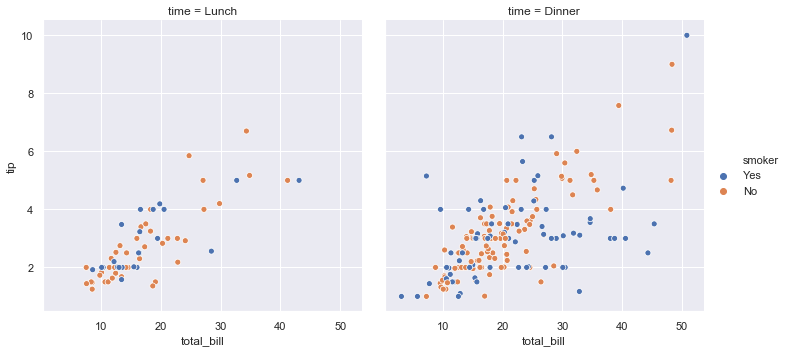 time = Lunch
time = Dinner
10
8
6
4
2
tip
10
20
30
40
50
total_bill
10
20
30
40
50
total_bill
smoker
Yes
No